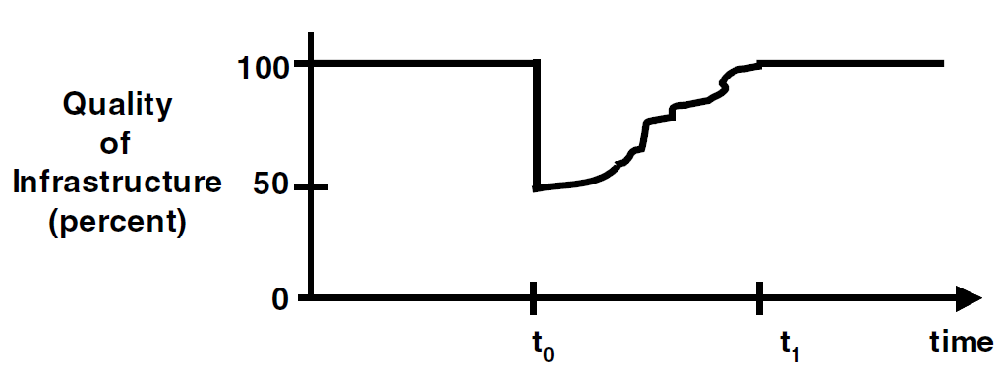 100
Quality
of
Infrastructure
(percent)
50
0
t0
t1
time